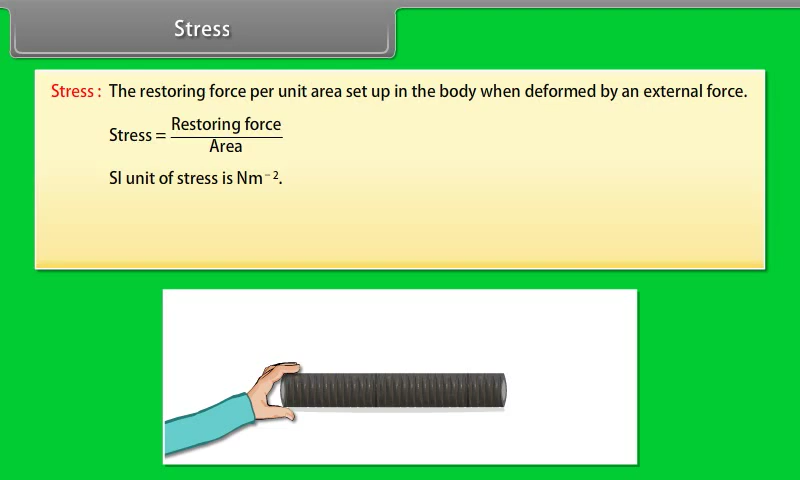 Stress
Stress : The restoring force per unit area set up in the body when deformed by an external force.
Stress = Restoring force
Area
SI unit of stress is Nm⁻².